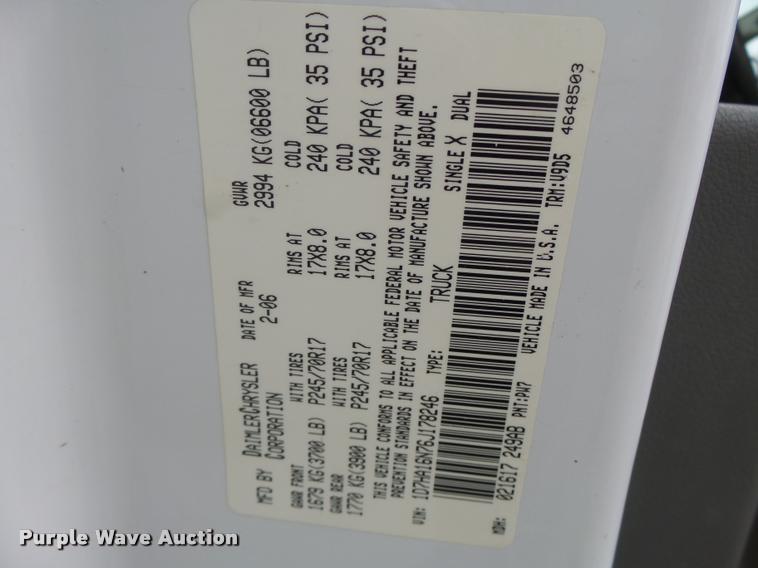 MFD BY DAIMLERCHRYSLER CORPORATION
DATE OF MFR 2-06
GVWR 2994 KG(06600 LB)
GAWR FRONT WITH TIRES RIMS AT COLD
1679 KG(3700 LB) P245/70R17 17X8.0 240 KPA( 35 PSI)
GAWR REAR WITH TIRES RIMS AT COLD
1770 KG(3900 LB) P245/70R17 17X8.0 240 KPA( 35 PSI)
THIS VEHICLE CONFORMS TO ALL APPLICABLE FEDERAL MOTOR VEHICLE SAFETY AND THEFT
PREVENTION STANDARDS IN EFFECT ON THE DATE OF MANUFACTURE SHOWN ABOVE.
VIN: 1D7HA16N76J178246 TYPE: TRUCK SINGLE X DUAL
MDH: 021617 249AB PNT:PW7 VEHICLE MADE IN U.S.A. TRM:V9D5 4648503
Purple Wave Auction